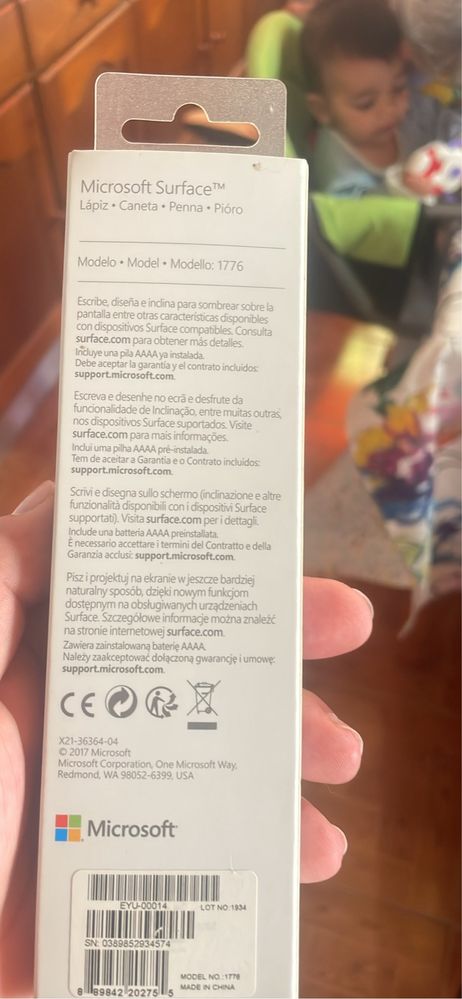 Microsoft Surface™
Lápiz • Caneta • Penna • Pióro
Modelo • Model • Modello: 1776
Escribe, diseña e inclina para sombrear sobre la
pantalla entre otras características disponibles
con dispositivos Surface compatibles. Consulta
surface.com para obtener más detalles.
Incluye una pila AAAA ya instalada.
Debe aceptar la garantía y el contrato incluidos:
support.microsoft.com.
Escreva e desenhe no ecrã e desfrute da
funcionalidade de Inclinação, entre muitas outras,
nos dispositivos Surface suportados. Visite
surface.com para mais informações.
Inclui uma pilha AAAA pré-instalada.
Tem de aceitar a Garantia e o Contrato incluídos:
support.microsoft.com.
Scrivi e disegna sullo schermo (inclinazione e altre
funzionalità disponibili con i dispositivi Surface
supportati). Visita surface.com per i dettagli.
Include una batteria AAAA preinstallata.
È necessario accettare i termini del Contratto e della
Garanzia acclusi: support.microsoft.com.
Pisz i projektuj na ekranie w jeszcze bardziej
naturalny sposób, dzięki nowym funkcjom
dostępnym na obsługiwanych urządzeniach
Surface. Szczegółowe informacje można znaleźć
na stronie internetowej surface.com.
Zawiera zainstalowaną baterię AAAA.
Należy zaakceptować dołączoną gwarancję i umowę:
support.microsoft.com.
CE
X21-36364-04
© 2017 Microsoft
Microsoft Corporation, One Microsoft Way,
Redmond, WA 98052-6399, USA
Microsoft
EYU-00014
LOT NO:1934
SN: 0389852934574
MODEL NO.:1776
8 89842 20275 5
MADE IN CHINA